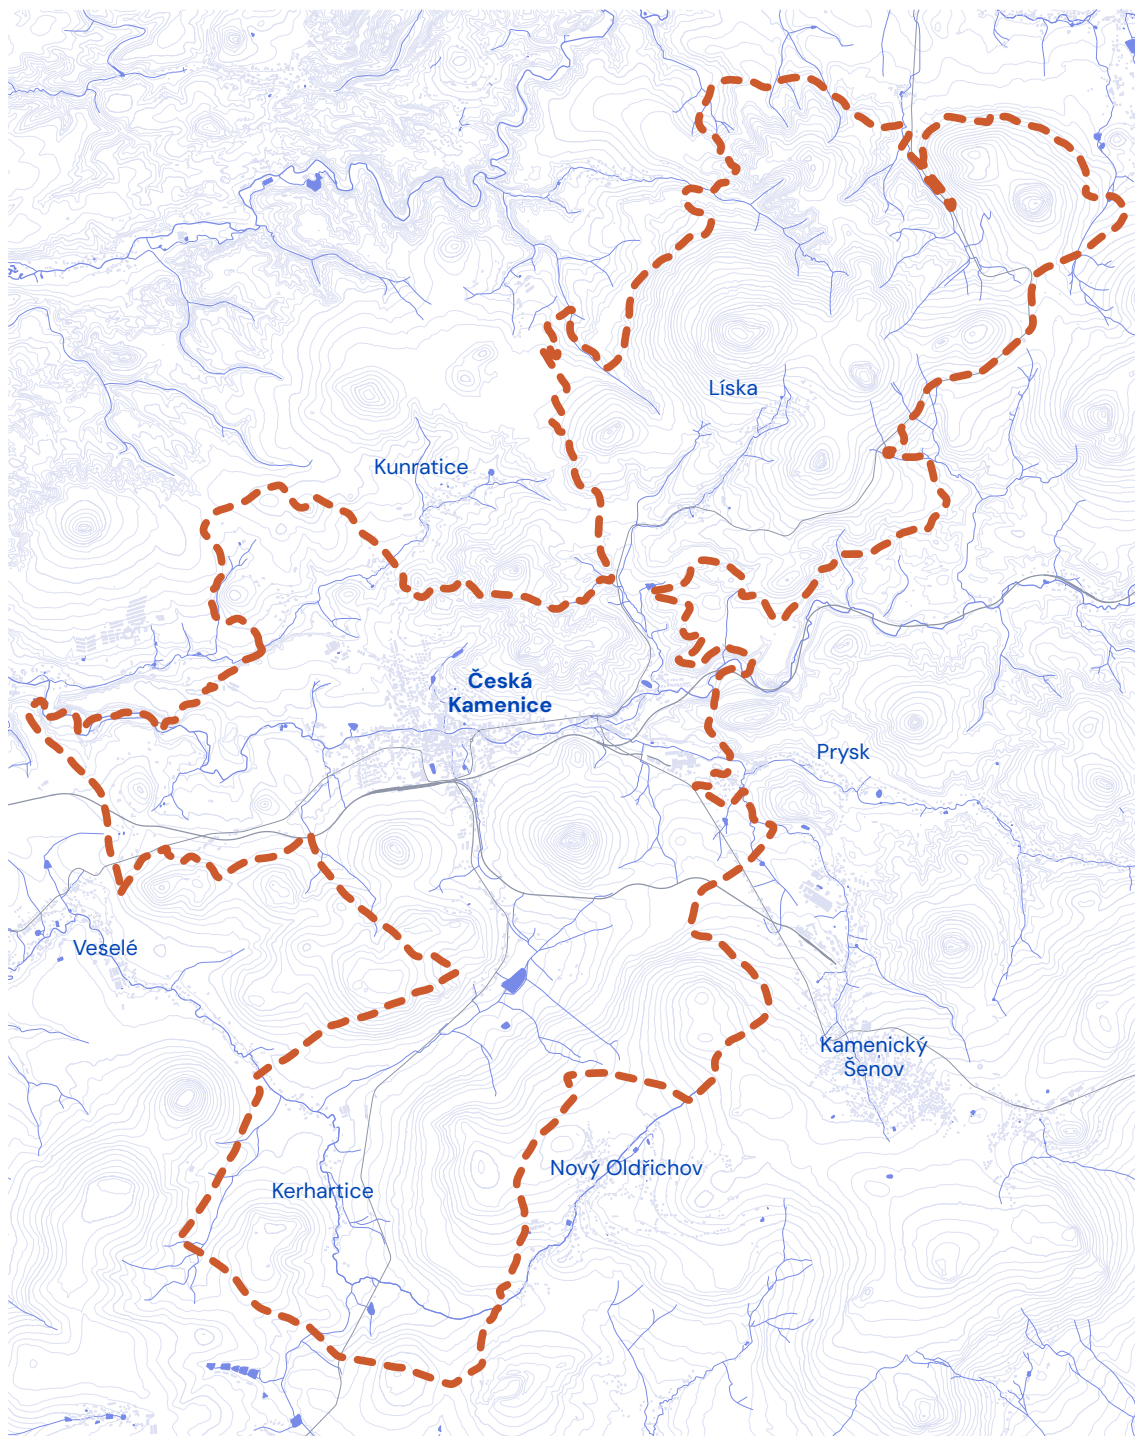 Líska
Kunratice
Česká
Kamenice
Prysk
Veselé
Kamenický
Šenov
Nový Oldřichov
Kerhartice